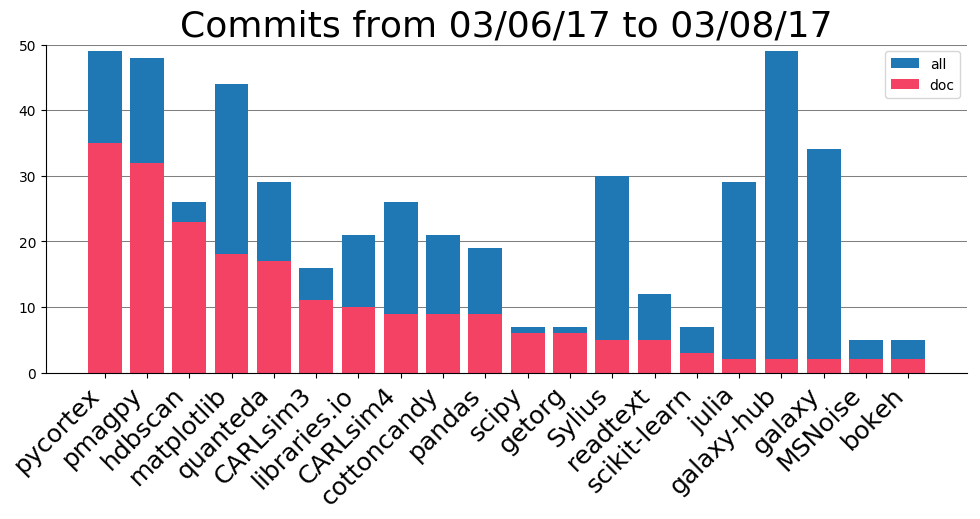 Commits from 03/06/17 to 03/08/17
all
doc
50
40
30
20
10
0
pycortex
pmagpy
hdbscan
matplotlib
quanteda
CARLsim3
libraries.io
CARLsim4
cottoncandy
pandas
scipy
getorg
Sylius
readtext
scikit-learn
julia
galaxy-hub
galaxy
MSNoise
bokeh